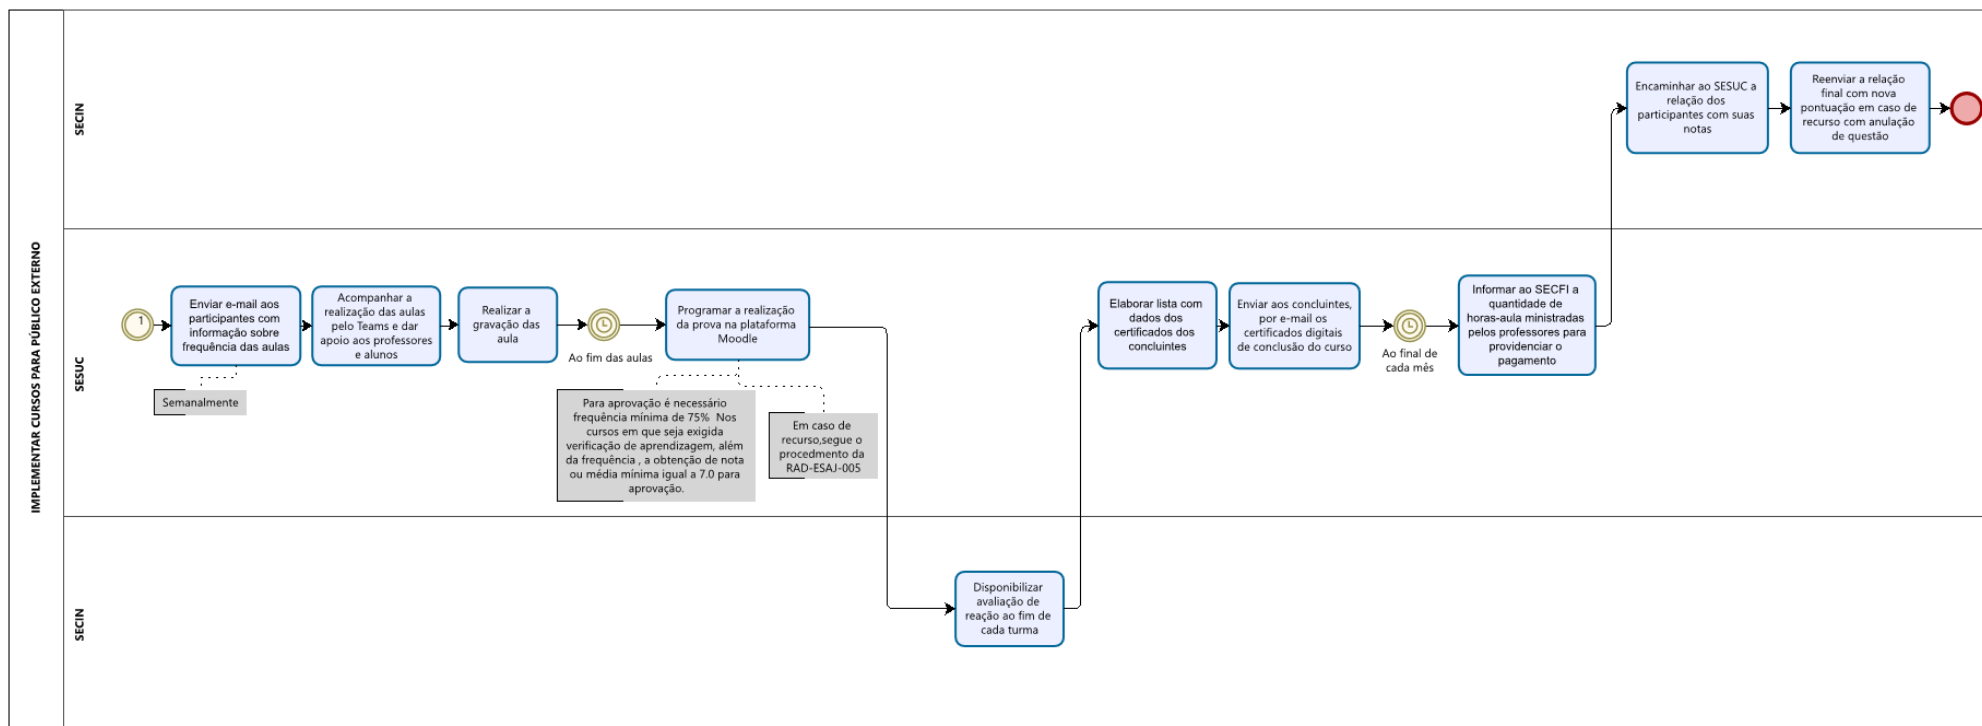 IMPLEMENTAR CURSOS PARA PÚBLICO EXTERNO
SECIN
Encaminhar ao SESUC a
relação dos
participantes com suas
notas
Reenviar a relação
final com nova
pontuação em caso de
recurso com anulação
de questão
SESUC
1
Enviar e-mail aos
participantes com
informação sobre
frequência das aulas
Semanalmente
Acompanhar a
realização das aulas
pelo Teams e dar
apoio aos professores
e alunos
Realizar a
gravação das
aula
Ao fim das aulas
Programar a realização
da prova na plataforma
Moodle
Para aprovação é necessário
frequência mínima de 75% Nos
cursos em que seja exigida
verificação de aprendizagem, além
da frequência , a obtenção de nota
ou média mínima igual a 7.0 para
aprovação.
Em caso de
recurso,segue o
procedmento da
RAD-ESAJ-005
Elaborar lista com
dados dos
certificados dos
concluintes
Enviar aos concluintes,
por e-mail os
certificados digitais
de conclusão do curso
Ao final de
cada mês
Informar ao SECFI a
quantidade de
horas-aula ministradas
pelos professores para
providenciar o
pagamento
SECIN
Disponibilizar
avaliação de
reação ao fim de
cada turma